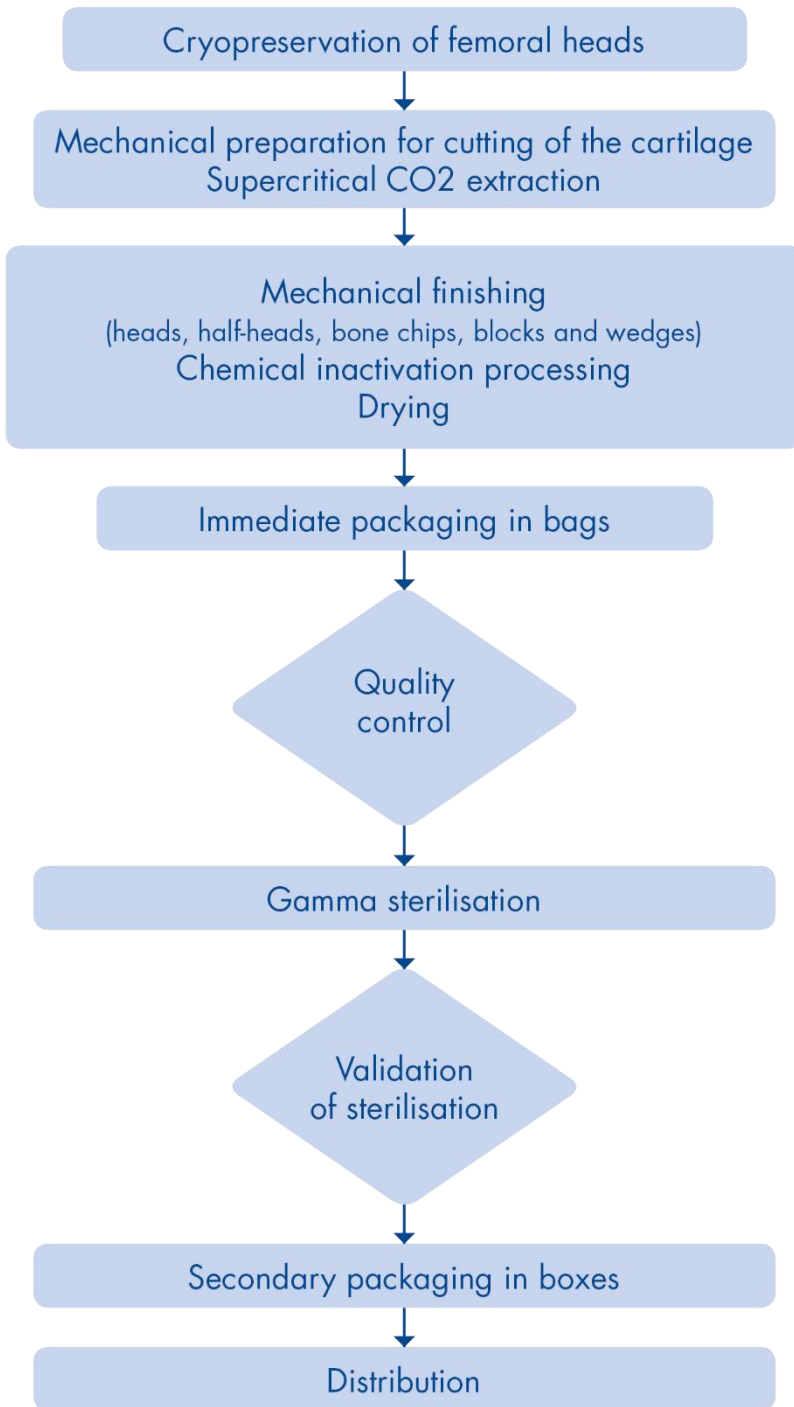 Cryopreservation of femoral heads
Mechanical preparation for cutting of the cartilage
Supercritical CO2 extraction
Mechanical finishing
(heads, half-heads, bone chips, blocks and wedges)
Chemical inactivation processing
Drying
Immediate packaging in bags
Quality
control
Gamma sterilisation
Validation
of sterilisation
Secondary packaging in boxes
Distribution